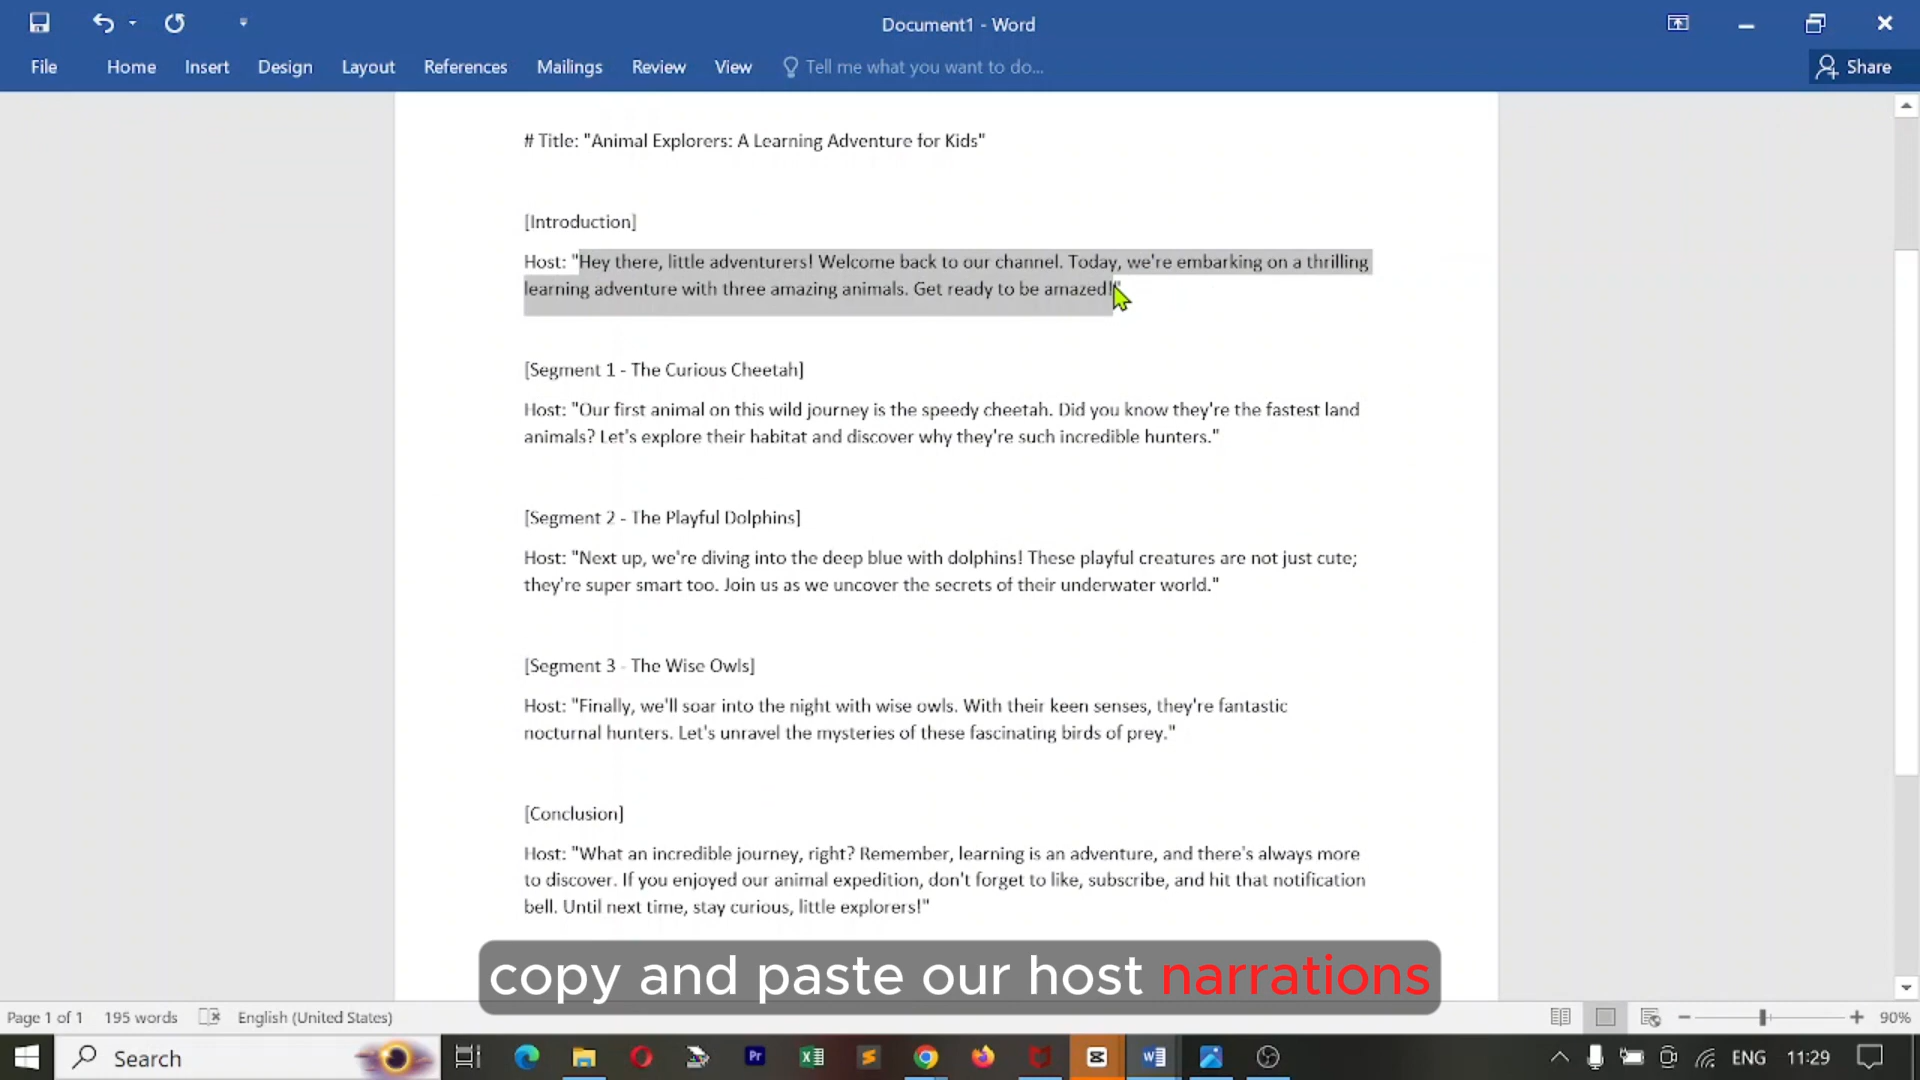 Document1 - Word
File Home Insert Design Layout References Mailings Review View Tell me what you want to do... Share
# Title: "Animal Explorers: A Learning Adventure for Kids"
[Introduction]
Host: "Hey there, little adventurers! Welcome back to our channel. Today, we're embarking on a thrilling
learning adventure with three amazing animals. Get ready to be amazed!"
[Segment 1 - The Curious Cheetah]
Host: "Our first animal on this wild journey is the speedy cheetah. Did you know they're the fastest land
animals? Let's explore their habitat and discover why they're such incredible hunters."
[Segment 2 - The Playful Dolphins]
Host: "Next up, we're diving into the deep blue with dolphins! These playful creatures are not just cute;
they're super smart too. Join us as we uncover the secrets of their underwater world."
[Segment 3 - The Wise Owls]
Host: "Finally, we'll soar into the night with wise owls. With their keen senses, they're fantastic
nocturnal hunters. Let's unravel the mysteries of these fascinating birds of prey."
[Conclusion]
Host: "What an incredible journey, right? Remember, learning is an adventure, and there's always more
to discover. If you enjoyed our animal expedition, don't forget to like, subscribe, and hit that notification
bell. Until next time, stay curious, little explorers!"
copy and paste our host narrations
Page 1 of 1 195 words English (United States) 90%
Search Pr ENG 11:29